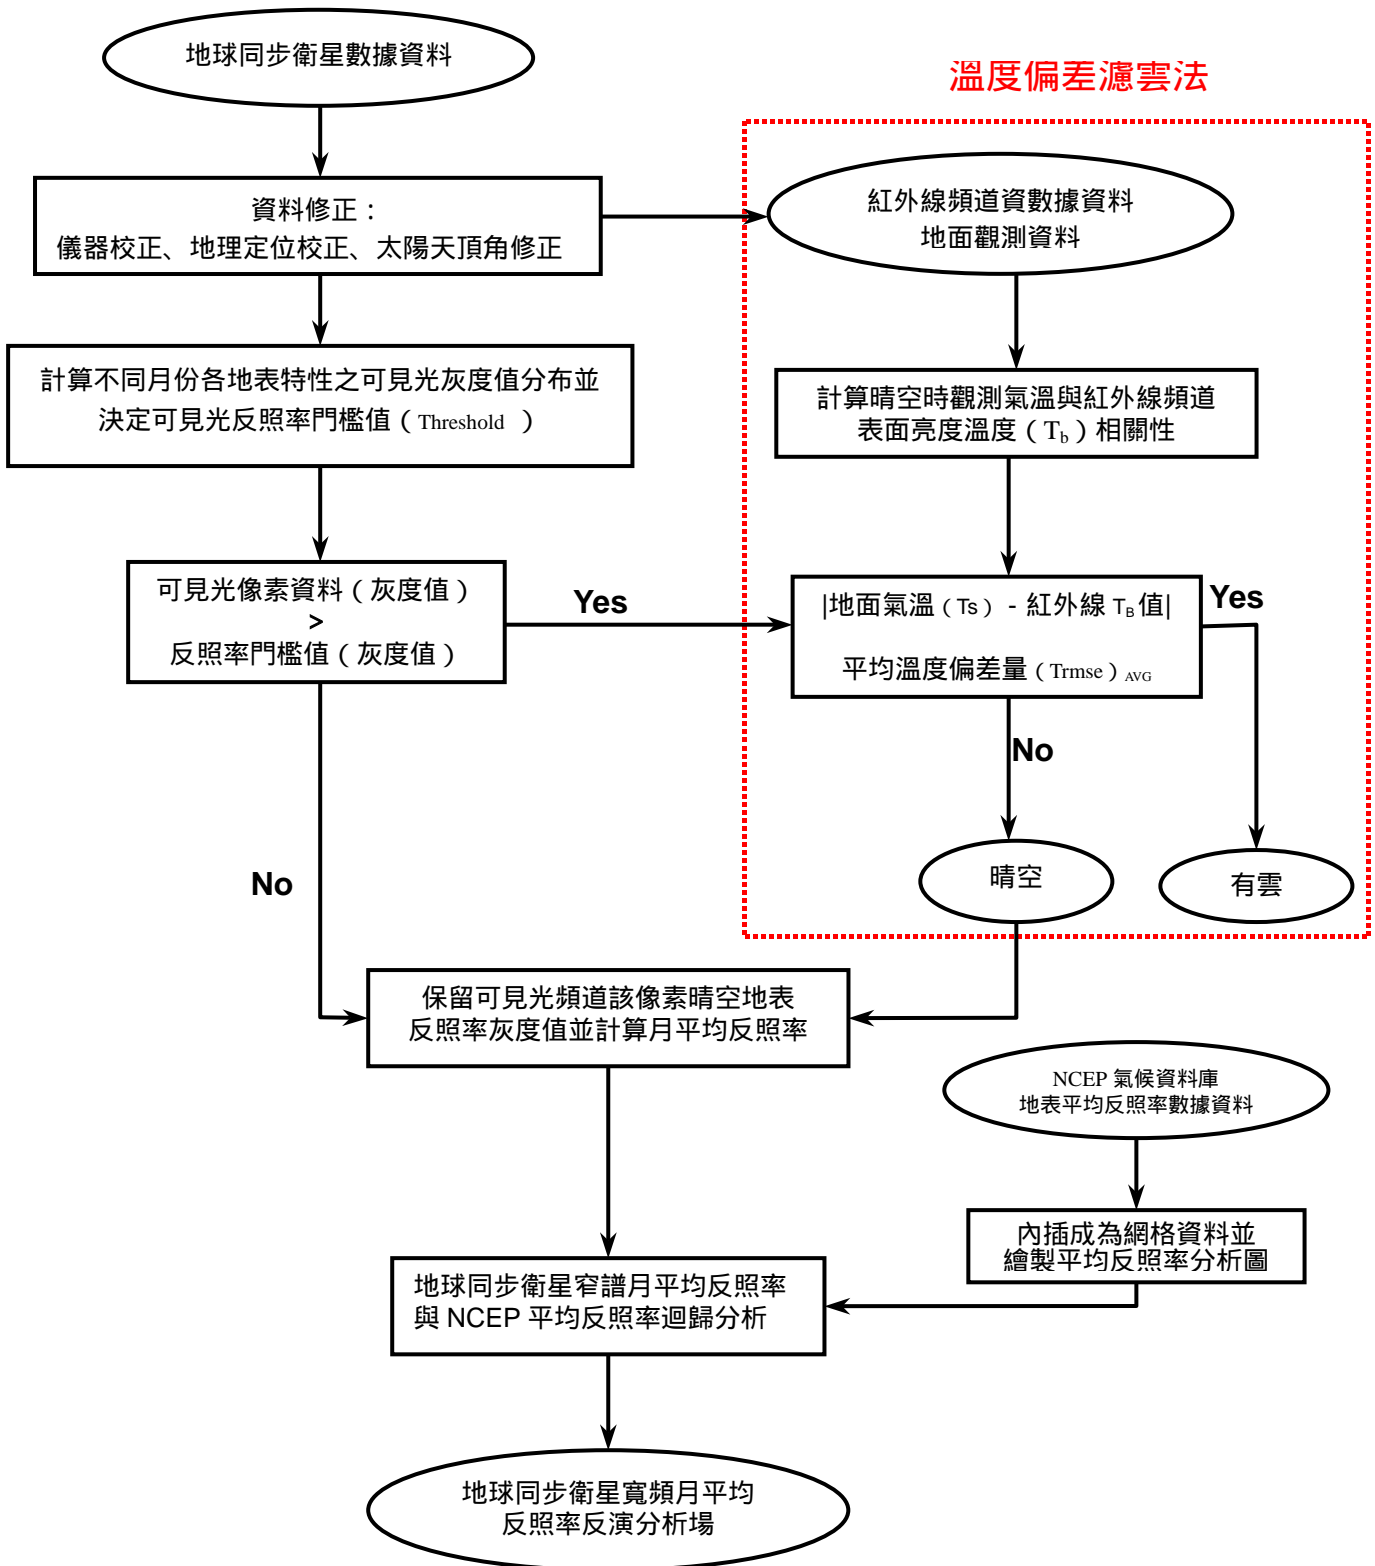 地球同步衛星數據資料
溫度偏差濾雲法
資料修正：
儀器校正、地理定位校正、太陽天頂角修正
紅外線頻道資數據資料
地面觀測資料
計算不同月份各地表特性之可見光灰度值分布並
決定可見光反照率門檻值（Threshold ）
計算晴空時觀測氣溫與紅外線頻道
表面亮度溫度（Tb）相關性
可見光像素資料（灰度值）
>
反照率門檻值（灰度值）
Yes
|地面氣溫（Ts）- 紅外線 TB 值|
平均溫度偏差量（Trmse）AVG
Yes
No
No
晴空
有雲
保留可見光頻道該像素晴空地表
反照率灰度值並計算月平均反照率
NCEP 氣候資料庫
地表平均反照率數據資料
內插成為網格資料並
繪製平均反照率分析圖
地球同步衛星窄譜月平均反照率
與 NCEP 平均反照率迴歸分析
地球同步衛星寬頻月平均
反照率反演分析場